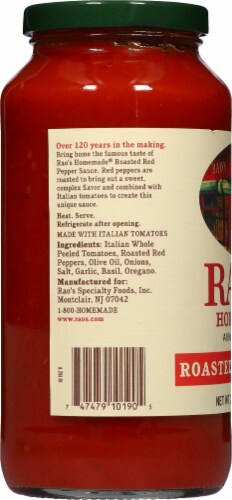 Over 120 years in the making.
Bring home the famous taste of
Rao's Homemade® Roasted Red
Pepper Sauce. Red peppers are
roasted to bring out a sweet,
complex flavor and combined with
Italian tomatoes to create this
unique sauce.
Heat. Serve.
Refrigerate after opening.
MADE WITH ITALIAN TOMATOES
Ingredients: Italian Whole
Peeled Tomatoes, Roasted Red
Peppers, Olive Oil, Onions,
Salt, Garlic, Basil, Oregano.
Manufactured for:
Rao's Specialty Foods, Inc.
Montclair, NJ 07042
1-800-HOMEMADE
www.raos.com
7 47479 10190 5
RA
HO
ROASTED
NET WT